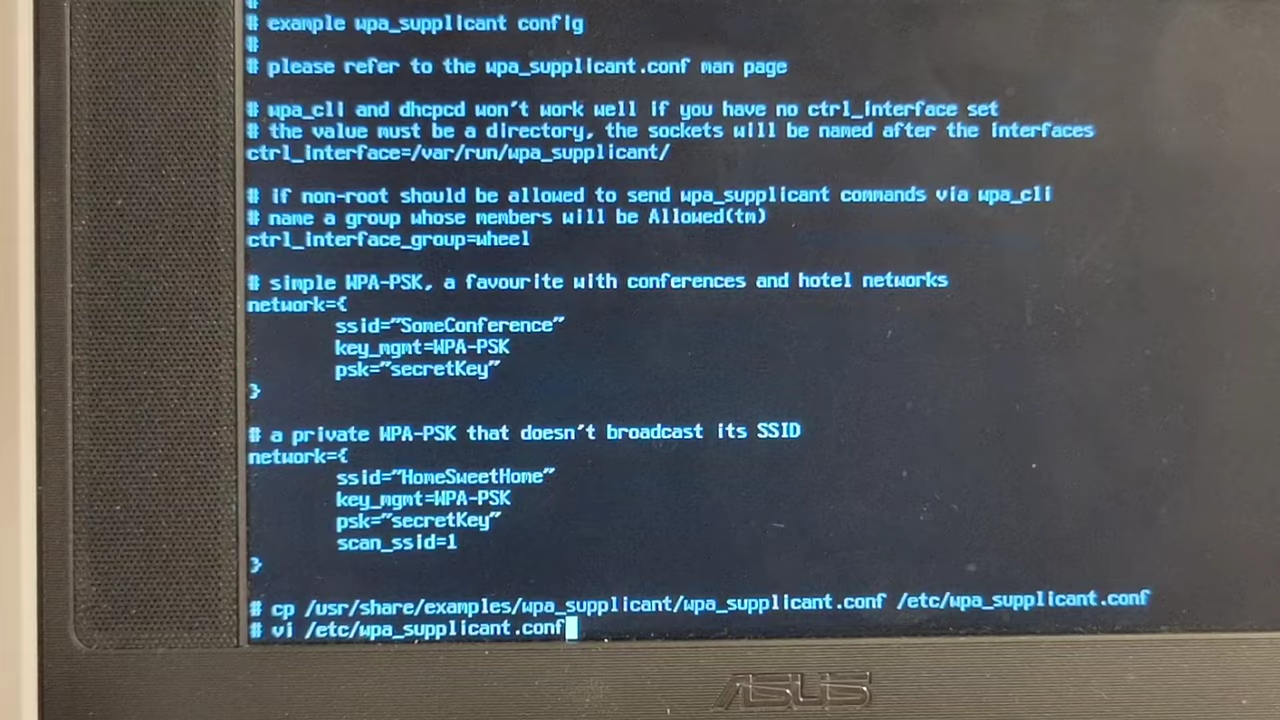 #
# example wpa_supplicant config
#
# please refer to the wpa_supplicant.conf man page
# wpa_cli and dhcpcd won't work well if you have no ctrl_interface set
# the value must be a directory, the sockets will be named after the interfaces
ctrl_interface=/var/run/wpa_supplicant/
# if non-root should be allowed to send wpa_supplicant commands via wpa_cli
# name a group whose members will be Allowed(tm)
ctrl_interface_group=wheel
# simple WPA-PSK, a favourite with conferences and hotel networks
network={
ssid="SomeConference"
key_mgmt=WPA-PSK
psk="secretKey"
}
# a private WPA-PSK that doesn't broadcast its SSID
network={
ssid="HomeSweetHome"
key_mgmt=WPA-PSK
psk="secretKey"
scan_ssid=1
}
# cp /usr/share/examples/wpa_supplicant/wpa_supplicant.conf /etc/wpa_supplicant.conf
# vi /etc/wpa_supplicant.conf
ASUS